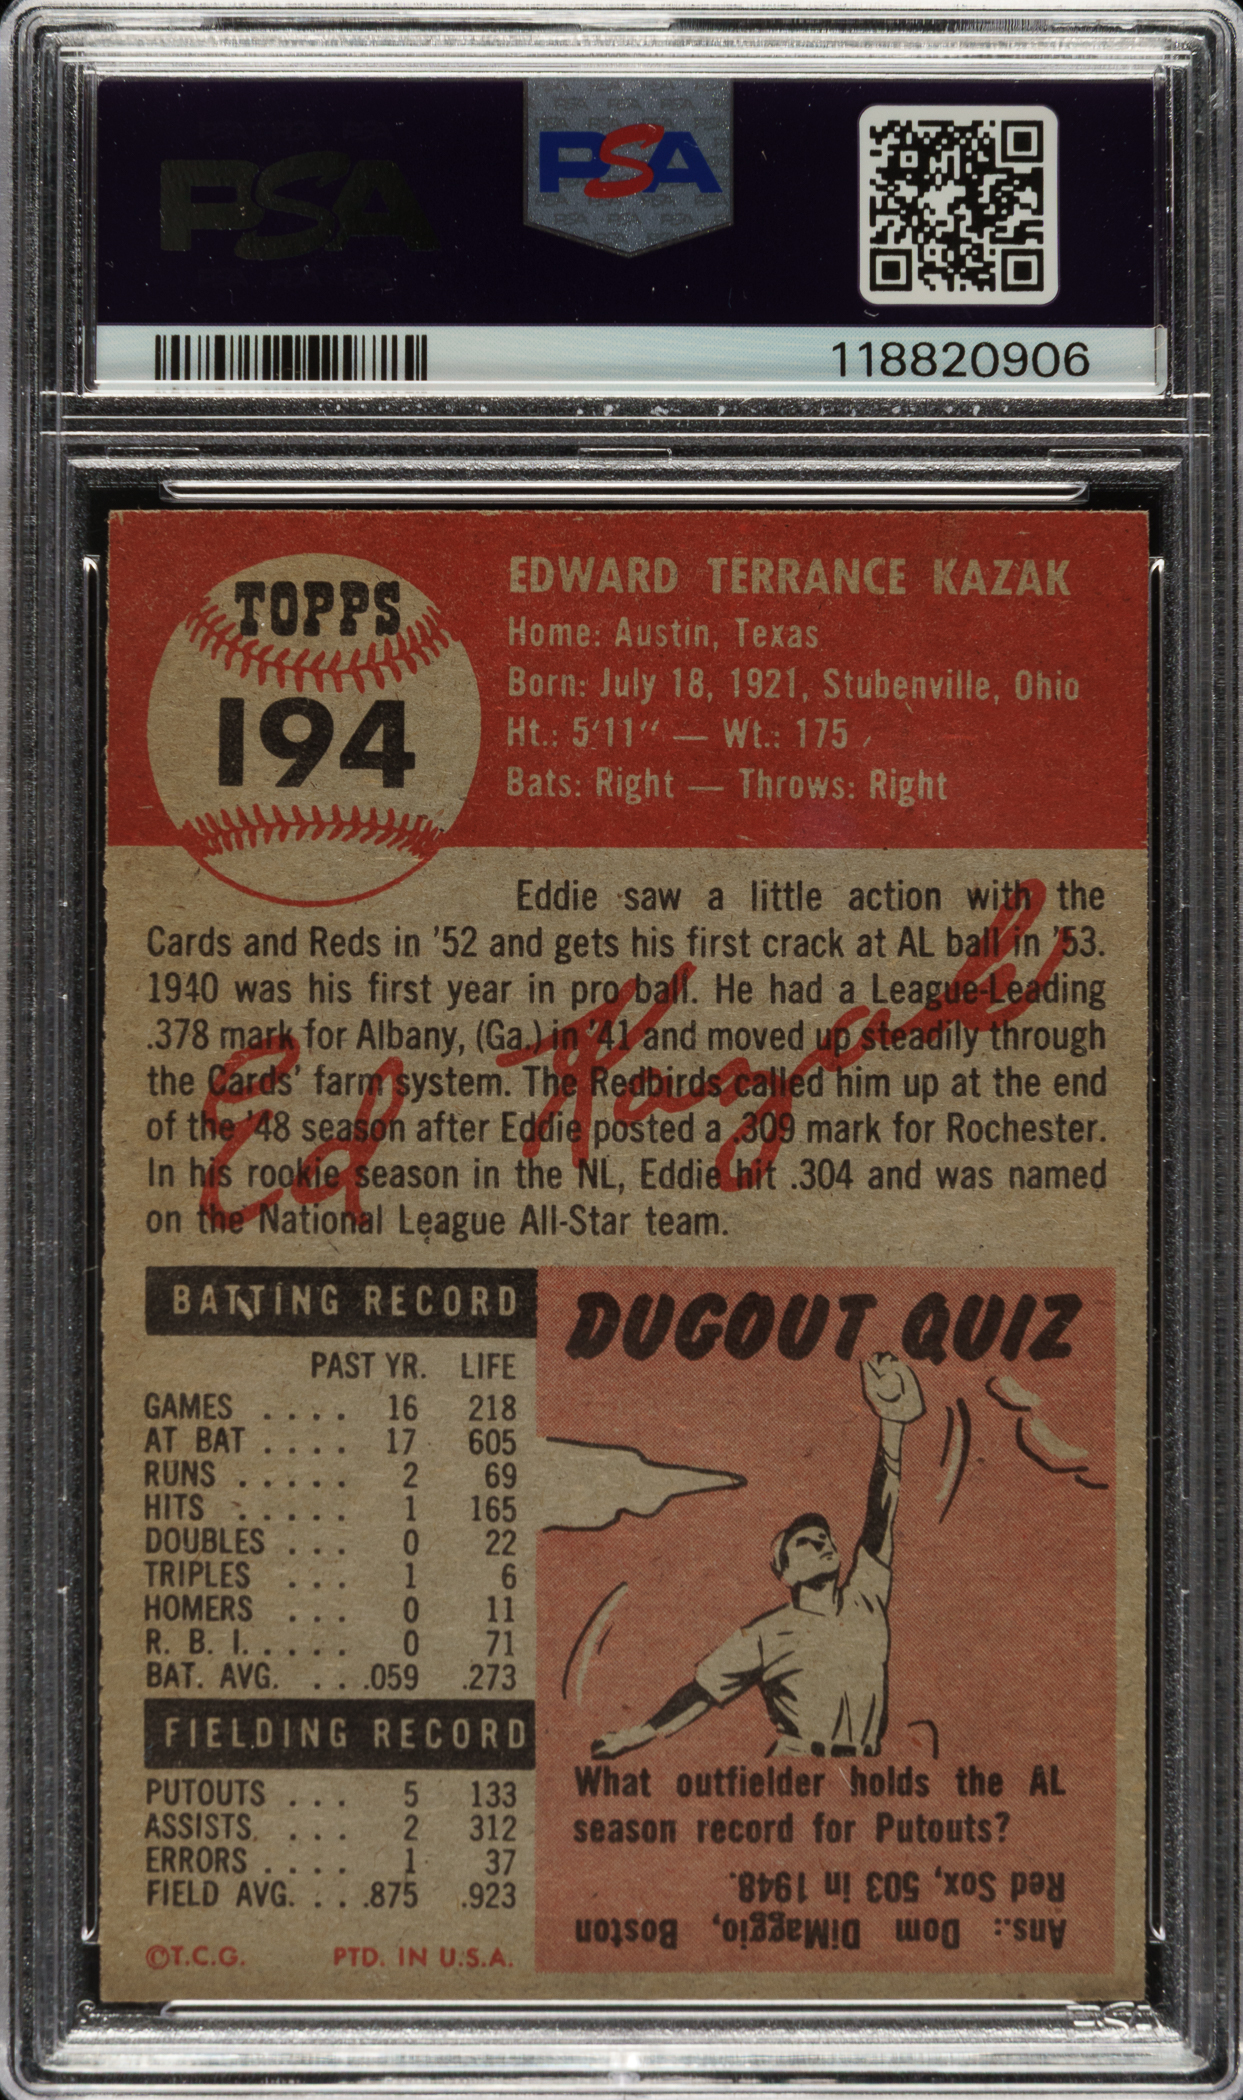 PSA
PSA
118820906
TOPPS
194
EDWARD TERRANCE KAZAK
Home: Austin, Texas
Born: July 18, 1921, Stubenville, Ohio
Ht.: 5'11" — Wt.: 175
Bats: Right — Throws: Right
Eddie saw a little action with the
Cards and Reds in '52 and gets his first crack at AL ball in '53.
1940 was his first year in pro ball. He had a League-Leading
.378 mark for Albany, (Ga.) in '41 and moved up steadily through
the Cards' farm system. The Redbirds called him up at the end
of the '48 season after Eddie posted a .309 mark for Rochester.
In his rookie season in the NL, Eddie hit .304 and was named
on the National League All-Star team.
Ed Kazak
BATTING RECORD
PAST YR. LIFE
GAMES .... 16 218
AT BAT .... 17 605
RUNS ..... 2 69
HITS ..... 1 165
DOUBLES ... 0 22
TRIPLES ... 1 6
HOMERS ... 0 11
R. B. I. .... 0 71
BAT. AVG. ... .059 .273
FIELDING RECORD
PUTOUTS ... 5 133
ASSISTS. ... 2 312
ERRORS .... 1 37
FIELD AVG. ... .875 .923
©T.C.G. PTD. IN U.S.A.
DUGOUT QUIZ
What outfielder holds the AL
season record for Putouts?
Ans.: Dom DiMaggio, Boston
Red Sox, 503 in 1948.
PSA